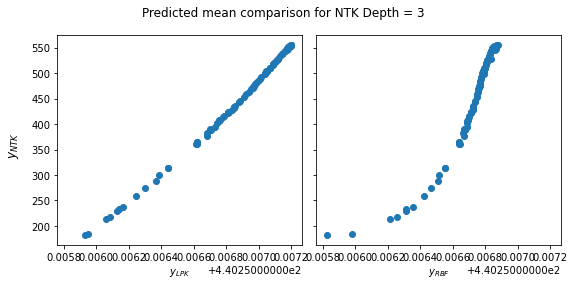 Predicted mean comparison for NTK Depth = 3
550
500
450
400
350
300
250
200
y_NTK
0.0058 0.0060 0.0062 0.0064 0.0066 0.0068 0.0070 0.0072
0.0058 0.0060 0.0062 0.0064 0.0066 0.0068 0.0070 0.0072
y_LPK
+4.4025000000e2
y_RBF
+4.4025000000e2